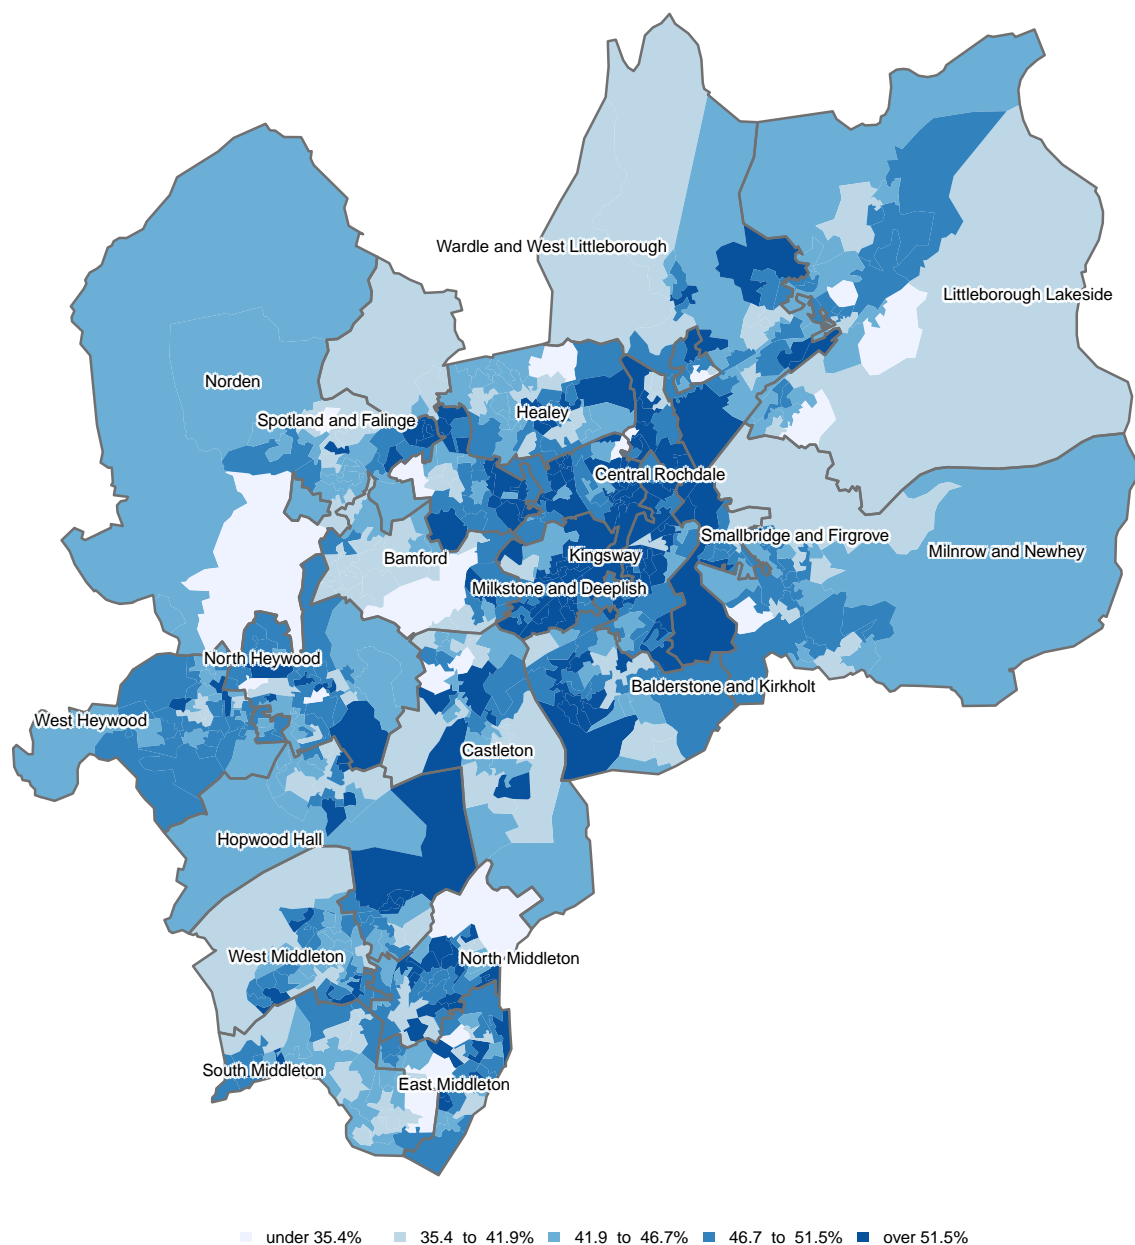 Wardle and West Littleborough
Littleborough Lakeside
Norden
Spotland and Falinge
Healey
Central Rochdale
Smallbridge and Firgrove
Milnrow and Newhey
Bamford
Kingsway
Milkstone and Deeplish
North Heywood
Balderstone and Kirkholt
West Heywood
Castleton
Hopwood Hall
West Middleton
North Middleton
South Middleton
East Middleton
under 35.4% 35.4 to 41.9% 41.9 to 46.7% 46.7 to 51.5% over 51.5%